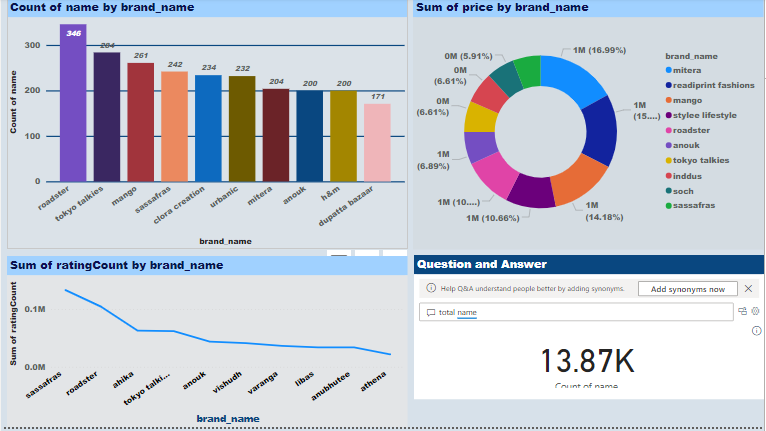 Count of name by brand_name
Count of name
300
200
100
0
346
284
261
242
234
232
204
200
200
171
roadster
tokyo talkies
mango
sassafras
clora creation
urbanic
mitera
anouk
h&m
dupatta bazaar
brand_name
Sum of price by brand_name
0M (5.91%)
1M (16.99%)
0M
(6.61%)
0M
(6.61%)
1M
(15....)
1M
(6.89%)
1M (10....)
1M (10.66%)
1M
(14.18%)
brand_name
mitera
readiprint fashions
mango
stylee lifestyle
roadster
anouk
tokyo talkies
inddus
soch
sassafras
Sum of ratingCount by brand_name
Sum of ratingCount
0.1M
0.0M
sassafras
roadster
ahika
tokyo talki...
anouk
vishudh
varanga
libas
anubhutee
athena
brand_name
Question and Answer
Help Q&A understand people better by adding synonyms.
Add synonyms now
total name
13.87K
Count of name